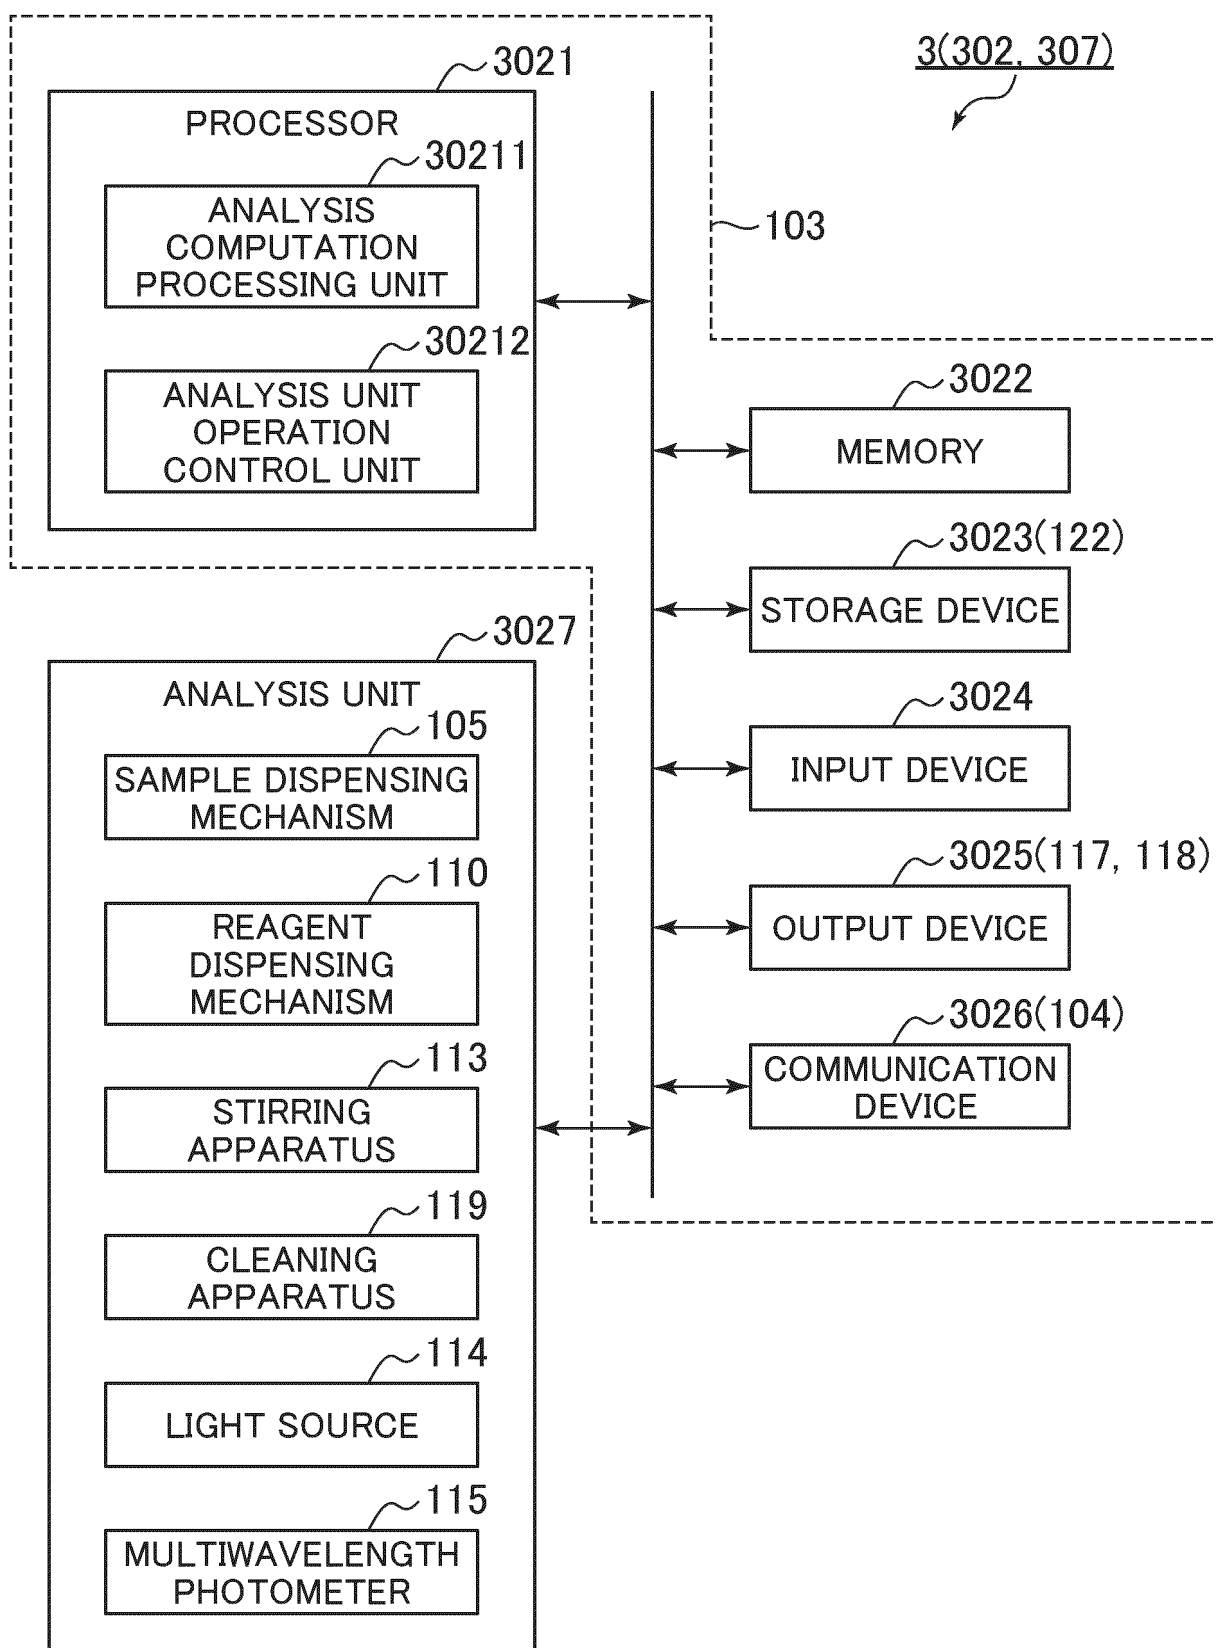 3(302, 307)
103
3021
PROCESSOR
30211
ANALYSIS
COMPUTATION
PROCESSING UNIT
30212
ANALYSIS UNIT
OPERATION
CONTROL UNIT
3022
MEMORY
3023(122)
STORAGE DEVICE
3024
INPUT DEVICE
3025(117, 118)
OUTPUT DEVICE
3026(104)
COMMUNICATION
DEVICE
3027
ANALYSIS UNIT
105
SAMPLE DISPENSING
MECHANISM
110
REAGENT
DISPENSING
MECHANISM
113
STIRRING
APPARATUS
119
CLEANING
APPARATUS
114
LIGHT SOURCE
115
MULTIWAVELENGTH
PHOTOMETER